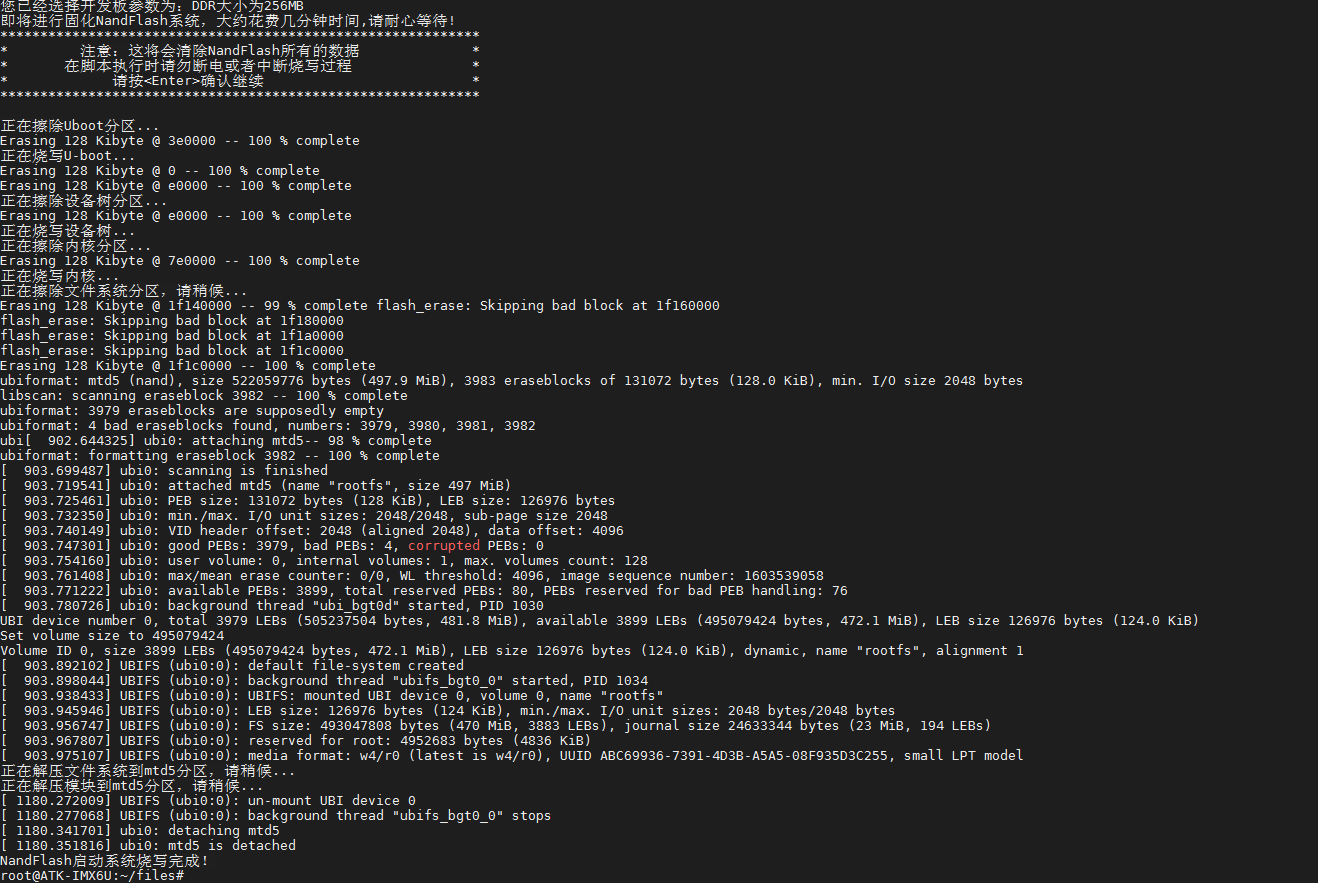 您已经选择开发板参数为: DDR大小为256MB
即将进行固化NandFlash系统，大约花费几分钟时间,请耐心等待!
************************************************************
*         注意：这将会清除NandFlash所有的数据              *
*       在脚本执行时请勿断电或者中断烧写过程               *
*             请按<Enter>确认继续                          *
************************************************************
正在擦除Uboot分区...
Erasing 128 Kibyte @ 3e0000 -- 100 % complete
正在烧写U-boot...
Erasing 128 Kibyte @ 0 -- 100 % complete
Erasing 128 Kibyte @ e0000 -- 100 % complete
正在擦除设备树分区...
Erasing 128 Kibyte @ e0000 -- 100 % complete
正在烧写设备树...
正在擦除内核分区...
Erasing 128 Kibyte @ 7e0000 -- 100 % complete
正在烧写内核...
正在擦除文件系统分区，请稍候...
Erasing 128 Kibyte @ 1f140000 -- 99 % complete flash_erase: Skipping bad block at 1f160000
flash_erase: Skipping bad block at 1f180000
flash_erase: Skipping bad block at 1f1a0000
flash_erase: Skipping bad block at 1f1c0000
Erasing 128 Kibyte @ 1f1c0000 -- 100 % complete
ubiformat: mtd5 (nand), size 522059776 bytes (497.9 MiB), 3983 eraseblocks of 131072 bytes (128.0 KiB), min. I/O size 2048 bytes
libscan: scanning eraseblock 3982 -- 100 % complete
ubiformat: 3979 eraseblocks are supposedly empty
ubiformat: 4 bad eraseblocks found, numbers: 3979, 3980, 3981, 3982
ubi[  902.644325] ubi0: attaching mtd5-- 98 % complete
ubiformat: formatting eraseblock 3982 -- 100 % complete
[  903.699487] ubi0: scanning is finished
[  903.719541] ubi0: attached mtd5 (name "rootfs", size 497 MiB)
[  903.725461] ubi0: PEB size: 131072 bytes (128 KiB), LEB size: 126976 bytes
[  903.732350] ubi0: min./max. I/O unit sizes: 2048/2048, sub-page size 2048
[  903.740149] ubi0: VID header offset: 2048 (aligned 2048), data offset: 4096
[  903.747301] ubi0: good PEBs: 3979, bad PEBs: 4, corrupted PEBs: 0
[  903.754160] ubi0: user volume: 0, internal volumes: 1, max. volumes count: 128
[  903.761408] ubi0: max/mean erase counter: 0/0, WL threshold: 4096, image sequence number: 1603539058
[  903.771222] ubi0: available PEBs: 3899, total reserved PEBs: 80, PEBs reserved for bad PEB handling: 76
[  903.780726] ubi0: background thread "ubi_bgt0d" started, PID 1030
UBI device number 0, total 3979 LEBs (505237504 bytes, 481.8 MiB), available 3899 LEBs (495079424 bytes, 472.1 MiB), LEB size 126976 bytes (124.0 KiB)
Set volume size to 495079424
Volume ID 0, size 3899 LEBs (495079424 bytes, 472.1 MiB), LEB size 126976 bytes (124.0 KiB), dynamic, name "rootfs", alignment 1
[  903.892102] UBIFS (ubi0:0): default file-system created
[  903.898044] UBIFS (ubi0:0): background thread "ubifs_bgt0_0" started, PID 1034
[  903.938433] UBIFS (ubi0:0): UBIFS: mounted UBI device 0, volume 0, name "rootfs"
[  903.945946] UBIFS (ubi0:0): LEB size: 126976 bytes (124 KiB), min./max. I/O unit sizes: 2048 bytes/2048 bytes
[  903.956747] UBIFS (ubi0:0): FS size: 493047808 bytes (470 MiB, 3883 LEBs), journal size 24633344 bytes (23 MiB, 194 LEBs)
[  903.967807] UBIFS (ubi0:0): reserved for root: 4952683 bytes (4836 KiB)
[  903.975107] UBIFS (ubi0:0): media format: w4/r0 (latest is w4/r0), UUID ABC69936-7391-4D3B-A5A5-08F935D3C255, small LPT model
正在解压文件系统到mtd5分区，请稍候...
正在解压模块到mtd5分区，请稍候...
[ 1180.272009] UBIFS (ubi0:0): un-mount UBI device 0
[ 1180.277068] UBIFS (ubi0:0): background thread "ubifs_bgt0_0" stops
[ 1180.341701] ubi0: detaching mtd5
[ 1180.351816] ubi0: mtd5 is detached
NandFlash启动系统烧写完成!
root@ATK-IMX6U:~/files#